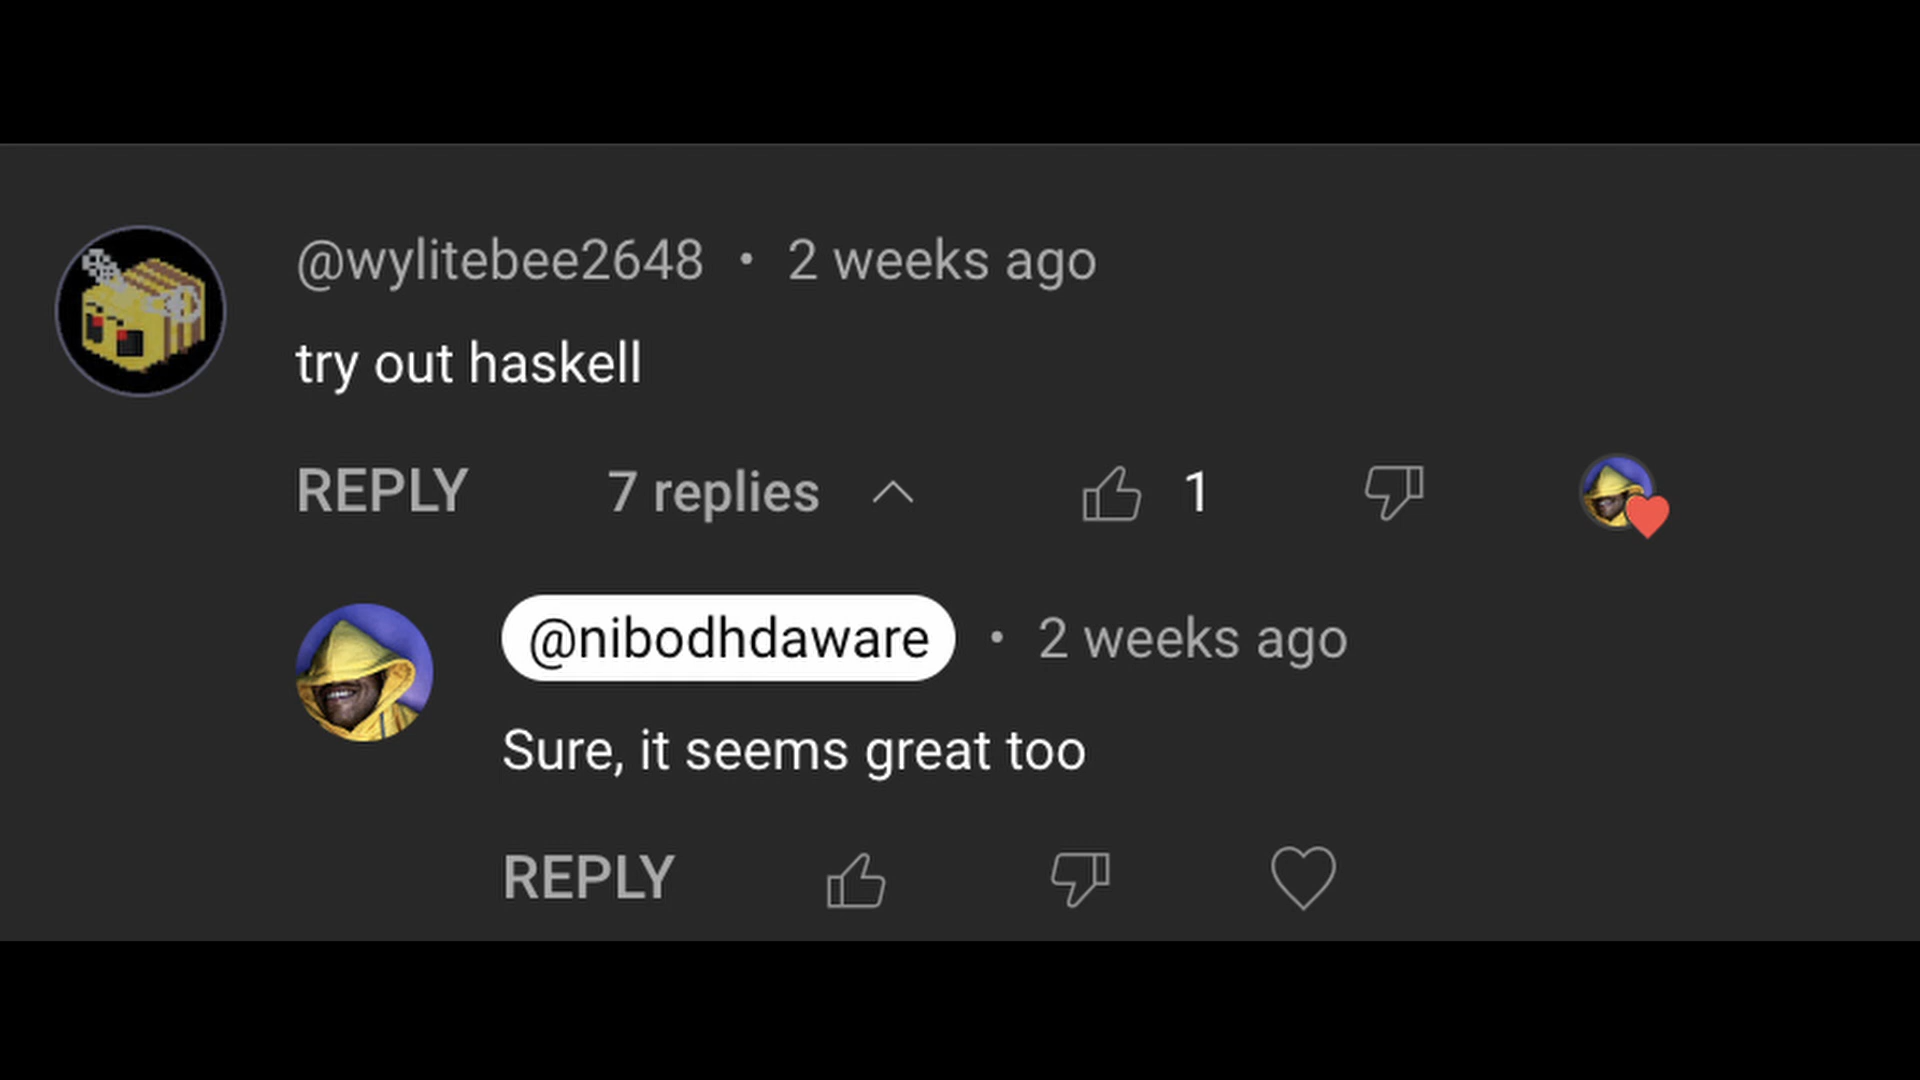 @wylitebee2648 • 2 weeks ago
try out haskell
REPLY 7 replies 1
@nibodhdaware • 2 weeks ago
Sure, it seems great too
REPLY